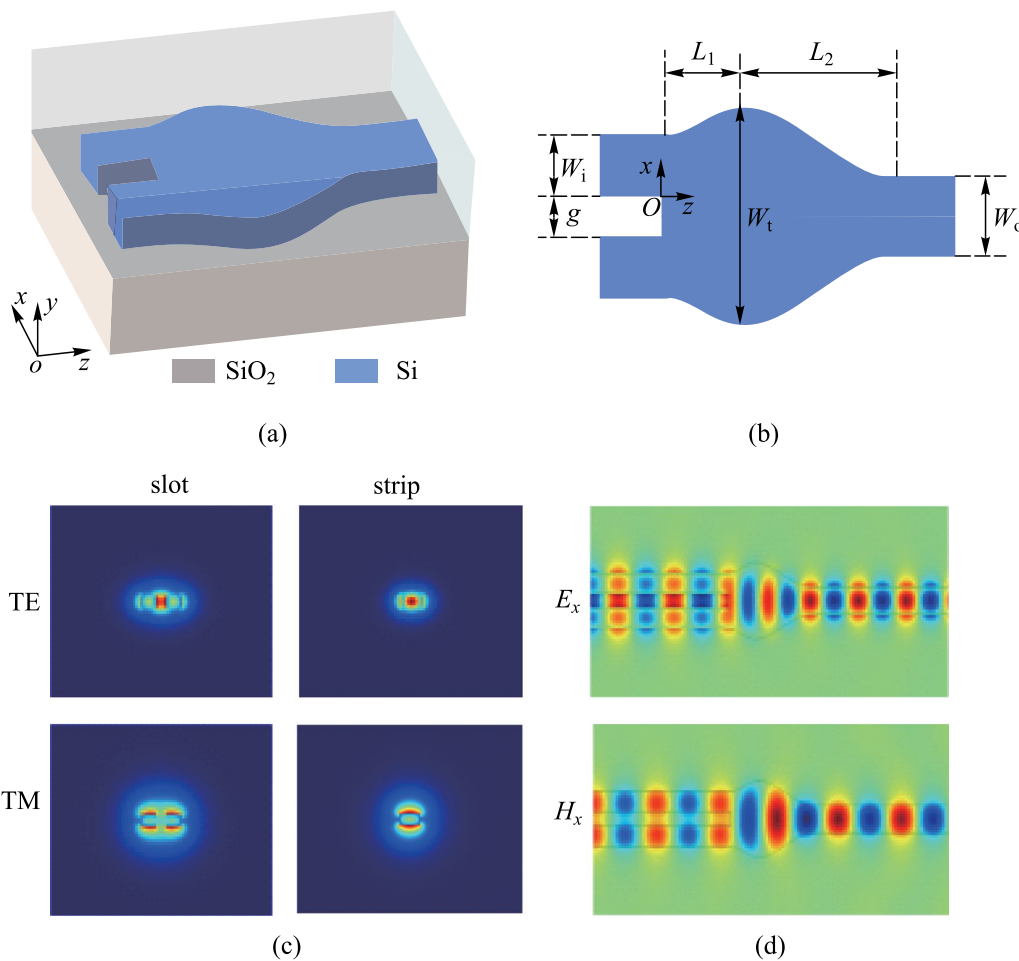 x
y
o
z
SiO₂
Si
(a)
L₁
L₂
Wᵢ
x
O
z
g
Wₜ
Wₒ
(b)
slot
strip
TE
TM
(c)
Eₓ
Hₓ
(d)